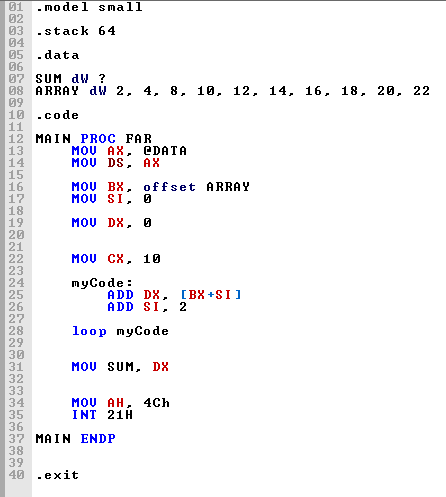 01 .model small
02
03 .stack 64
04
05 .data
06
07 SUM dW ?
08 ARRAY dW 2, 4, 8, 10, 12, 14, 16, 18, 20, 22
09
10 .code
11
12 MAIN PROC FAR
13 MOV AX, @DATA
14 MOV DS, AX
15
16 MOV BX, offset ARRAY
17 MOV SI, 0
18
19 MOV DX, 0
20
21
22 MOV CX, 10
23
24 myCode:
25 ADD DX, [BX+SI]
26 ADD SI, 2
27
28 loop myCode
29
30
31 MOV SUM, DX
32
33
34 MOV AH, 4Ch
35 INT 21H
36
37 MAIN ENDP
38
39
40 .exit